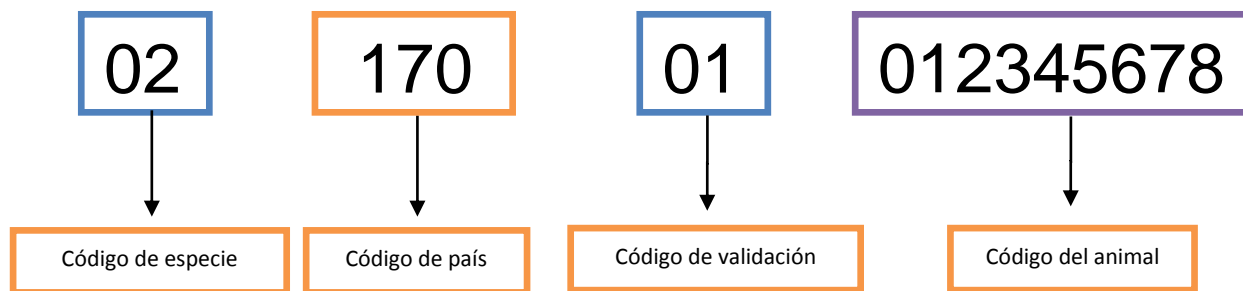 02 170 01 012345678
Código de especie Código de país Código de validación Código del animal